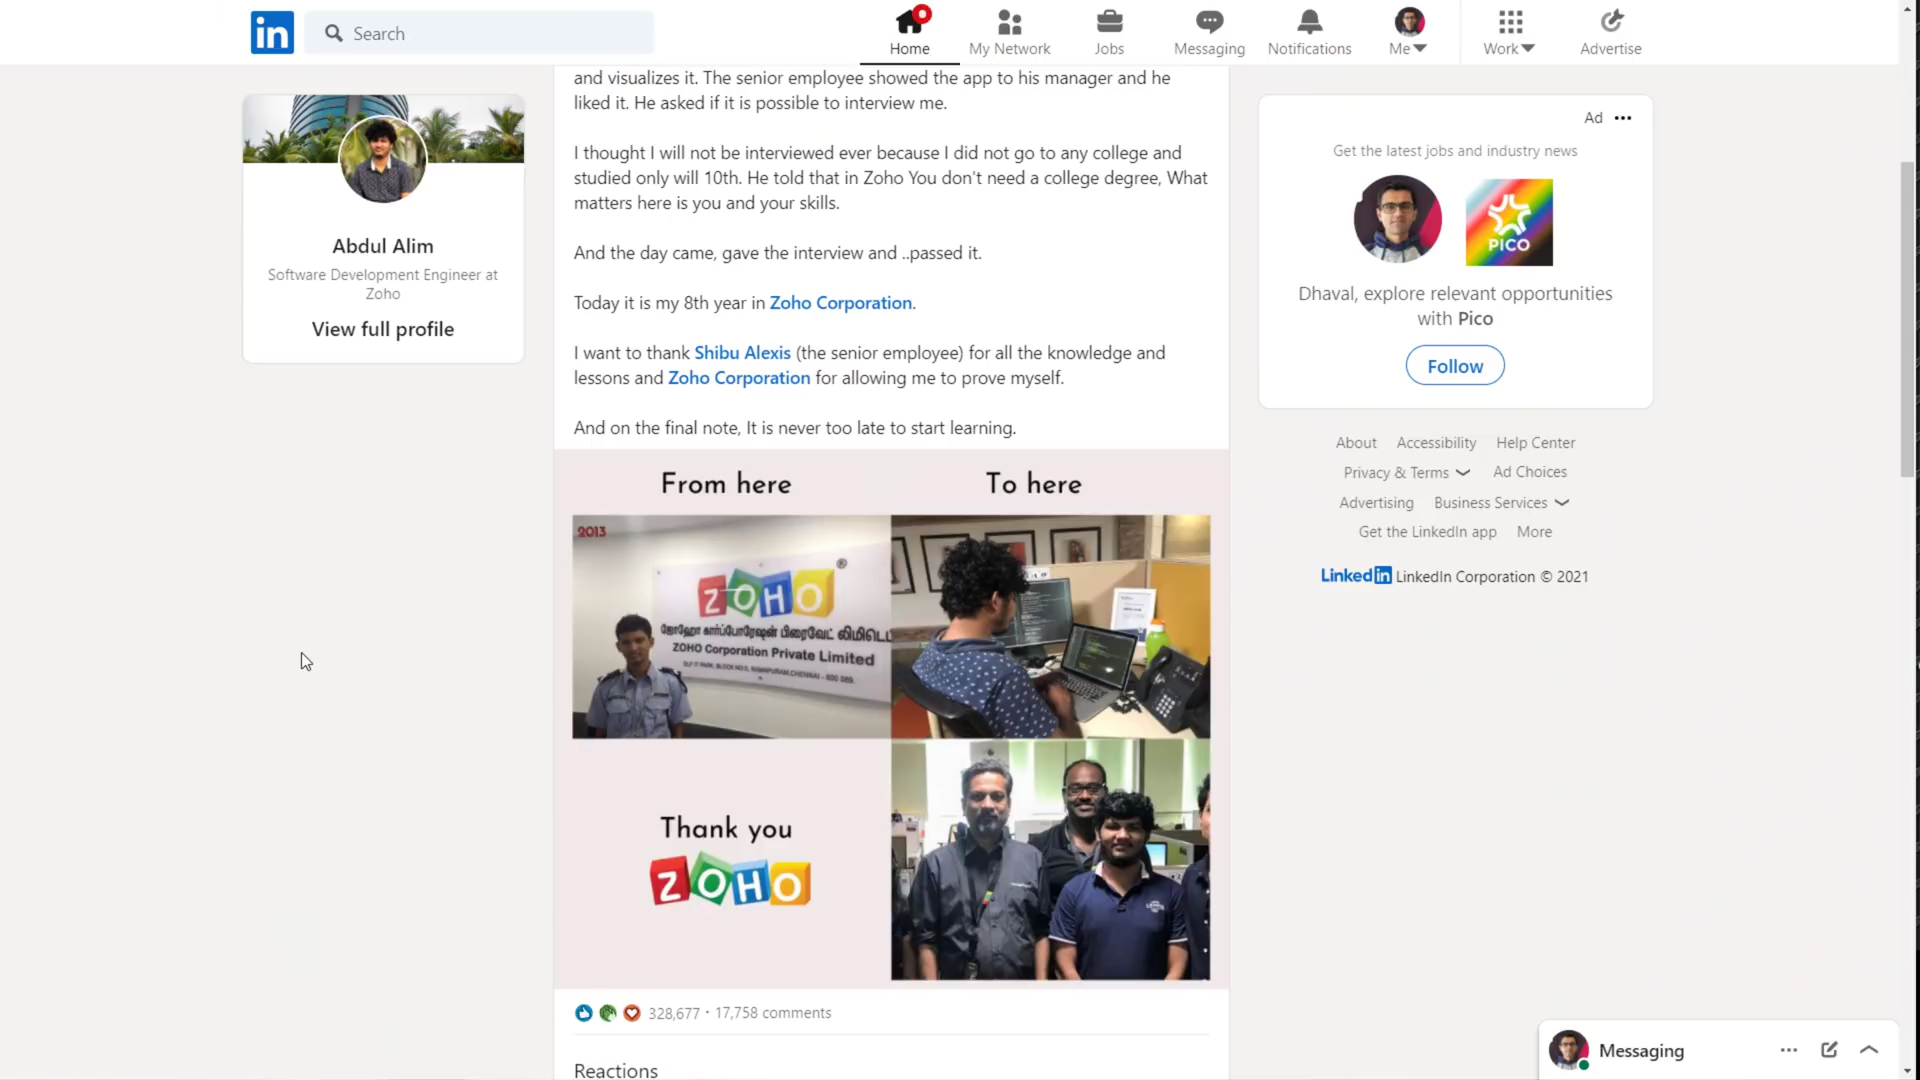 in
Search
Home
My Network
Jobs
Messaging
Notifications
Me
Work
Advertise
Abdul Alim
Software Development Engineer at
Zoho
View full profile
and visualizes it. The senior employee showed the app to his manager and he
liked it. He asked if it is possible to interview me.
I thought I will not be interviewed ever because I did not go to any college and
studied only will 10th. He told that in Zoho You don't need a college degree, What
matters here is you and your skills.
And the day came, gave the interview and ..passed it.
Today it is my 8th year in Zoho Corporation.
I want to thank Shibu Alexis (the senior employee) for all the knowledge and
lessons and Zoho Corporation for allowing me to prove myself.
And on the final note, It is never too late to start learning.
From here
To here
2013
ZOHO ®
ஜோஹோ கார்ப்போரேஷன் பிரைவேட் லிமிடெட
ZOHO Corporation Private Limited
Thank you
ZOHO
328,677 · 17,758 comments
Reactions
Ad
Get the latest jobs and industry news
PICO
Dhaval, explore relevant opportunities
with Pico
Follow
About Accessibility Help Center
Privacy & Terms Ad Choices
Advertising Business Services
Get the LinkedIn app More
Linked in LinkedIn Corporation © 2021
Messaging